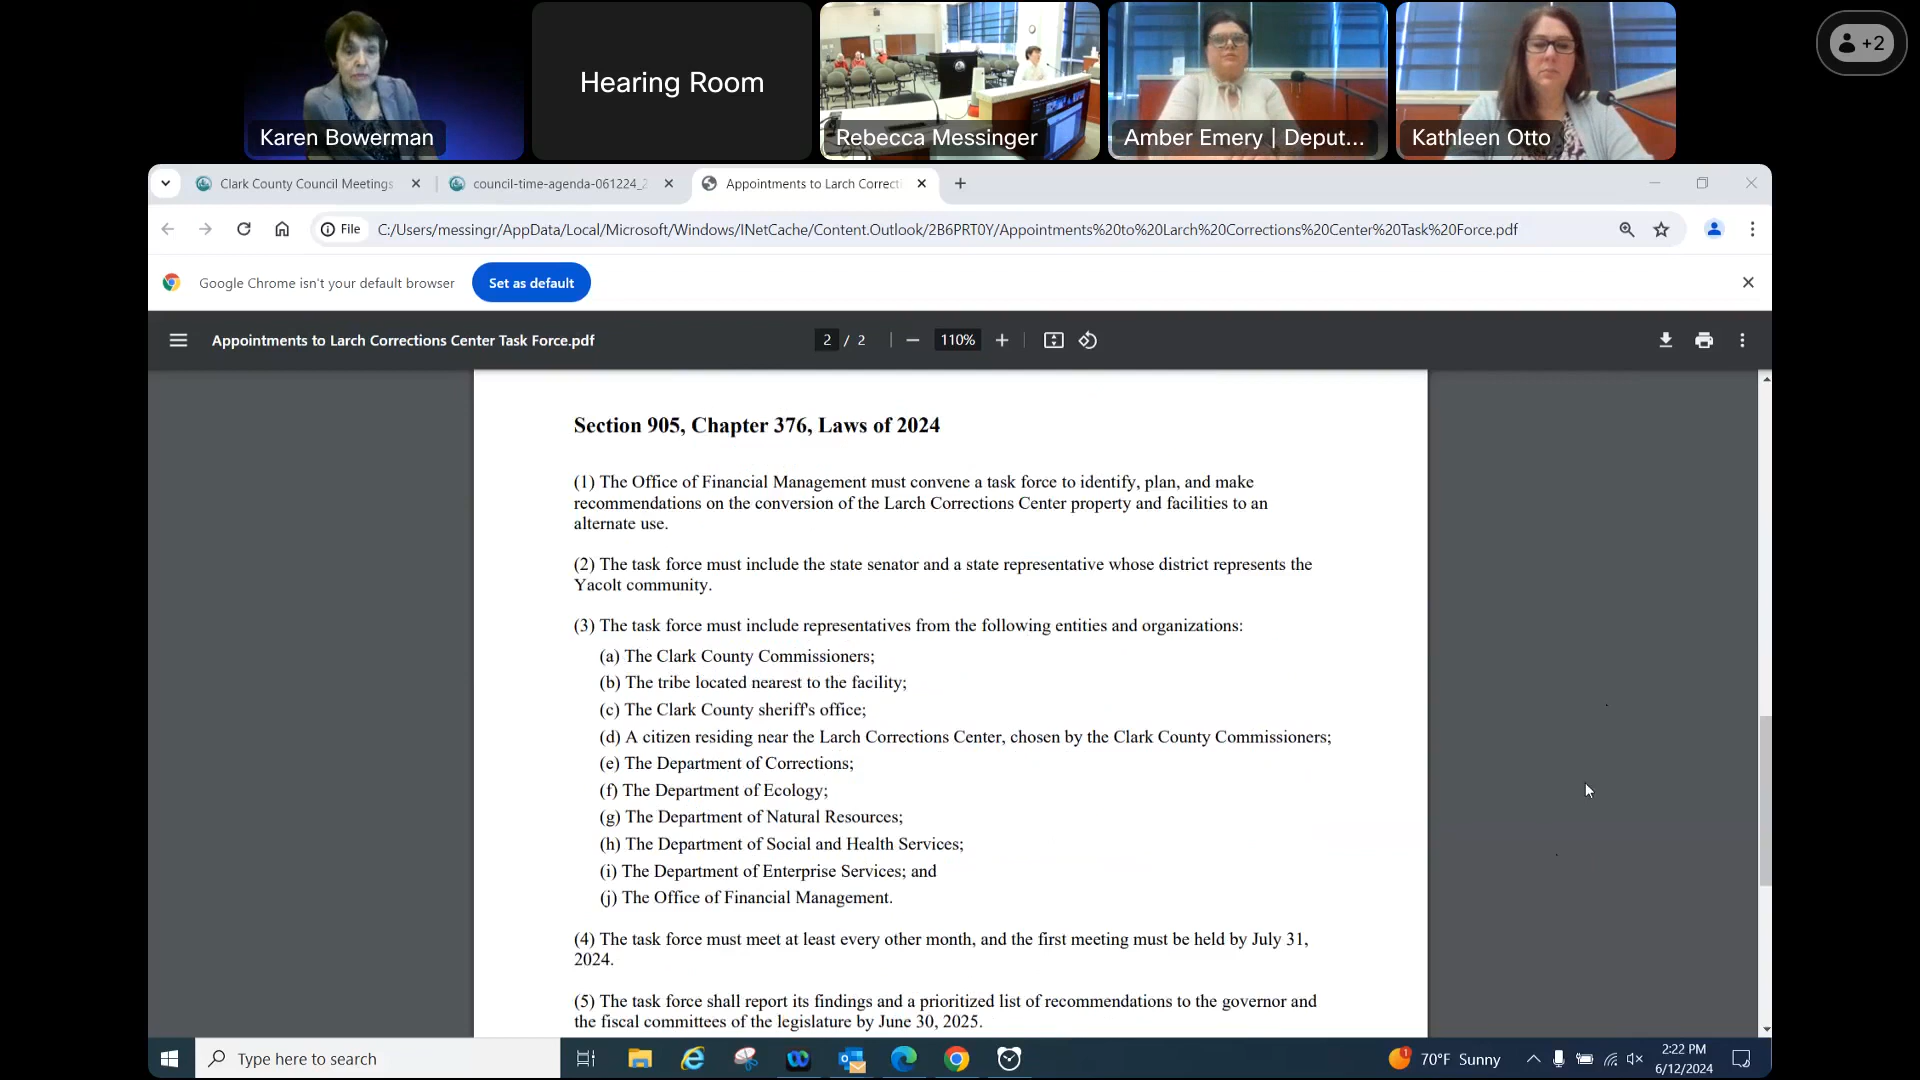 Karen Bowerman
Hearing Room
Rebecca Messinger
Amber Emery | Deput...
Kathleen Otto
+2
Clark County Council Meetings
council-time-agenda-061224_2
Appointments to Larch Correcti
File
C:/Users/messingr/AppData/Local/Microsoft/Windows/INetCache/Content.Outlook/2B6PRT0Y/Appointments%20to%20Larch%20Corrections%20Center%20Task%20Force.pdf
Google Chrome isn't your default browser
Set as default
Appointments to Larch Corrections Center Task Force.pdf
2 / 2
110%
Section 905, Chapter 376, Laws of 2024
(1) The Office of Financial Management must convene a task force to identify, plan, and make
recommendations on the conversion of the Larch Corrections Center property and facilities to an
alternate use.
(2) The task force must include the state senator and a state representative whose district represents the
Yacolt community.
(3) The task force must include representatives from the following entities and organizations:
(a) The Clark County Commissioners;
(b) The tribe located nearest to the facility;
(c) The Clark County sheriff's office;
(d) A citizen residing near the Larch Corrections Center, chosen by the Clark County Commissioners;
(e) The Department of Corrections;
(f) The Department of Ecology;
(g) The Department of Natural Resources;
(h) The Department of Social and Health Services;
(i) The Department of Enterprise Services; and
(j) The Office of Financial Management.
(4) The task force must meet at least every other month, and the first meeting must be held by July 31,
2024.
(5) The task force shall report its findings and a prioritized list of recommendations to the governor and
the fiscal committees of the legislature by June 30, 2025.
Type here to search
1
70°F Sunny
2:22 PM
6/12/2024